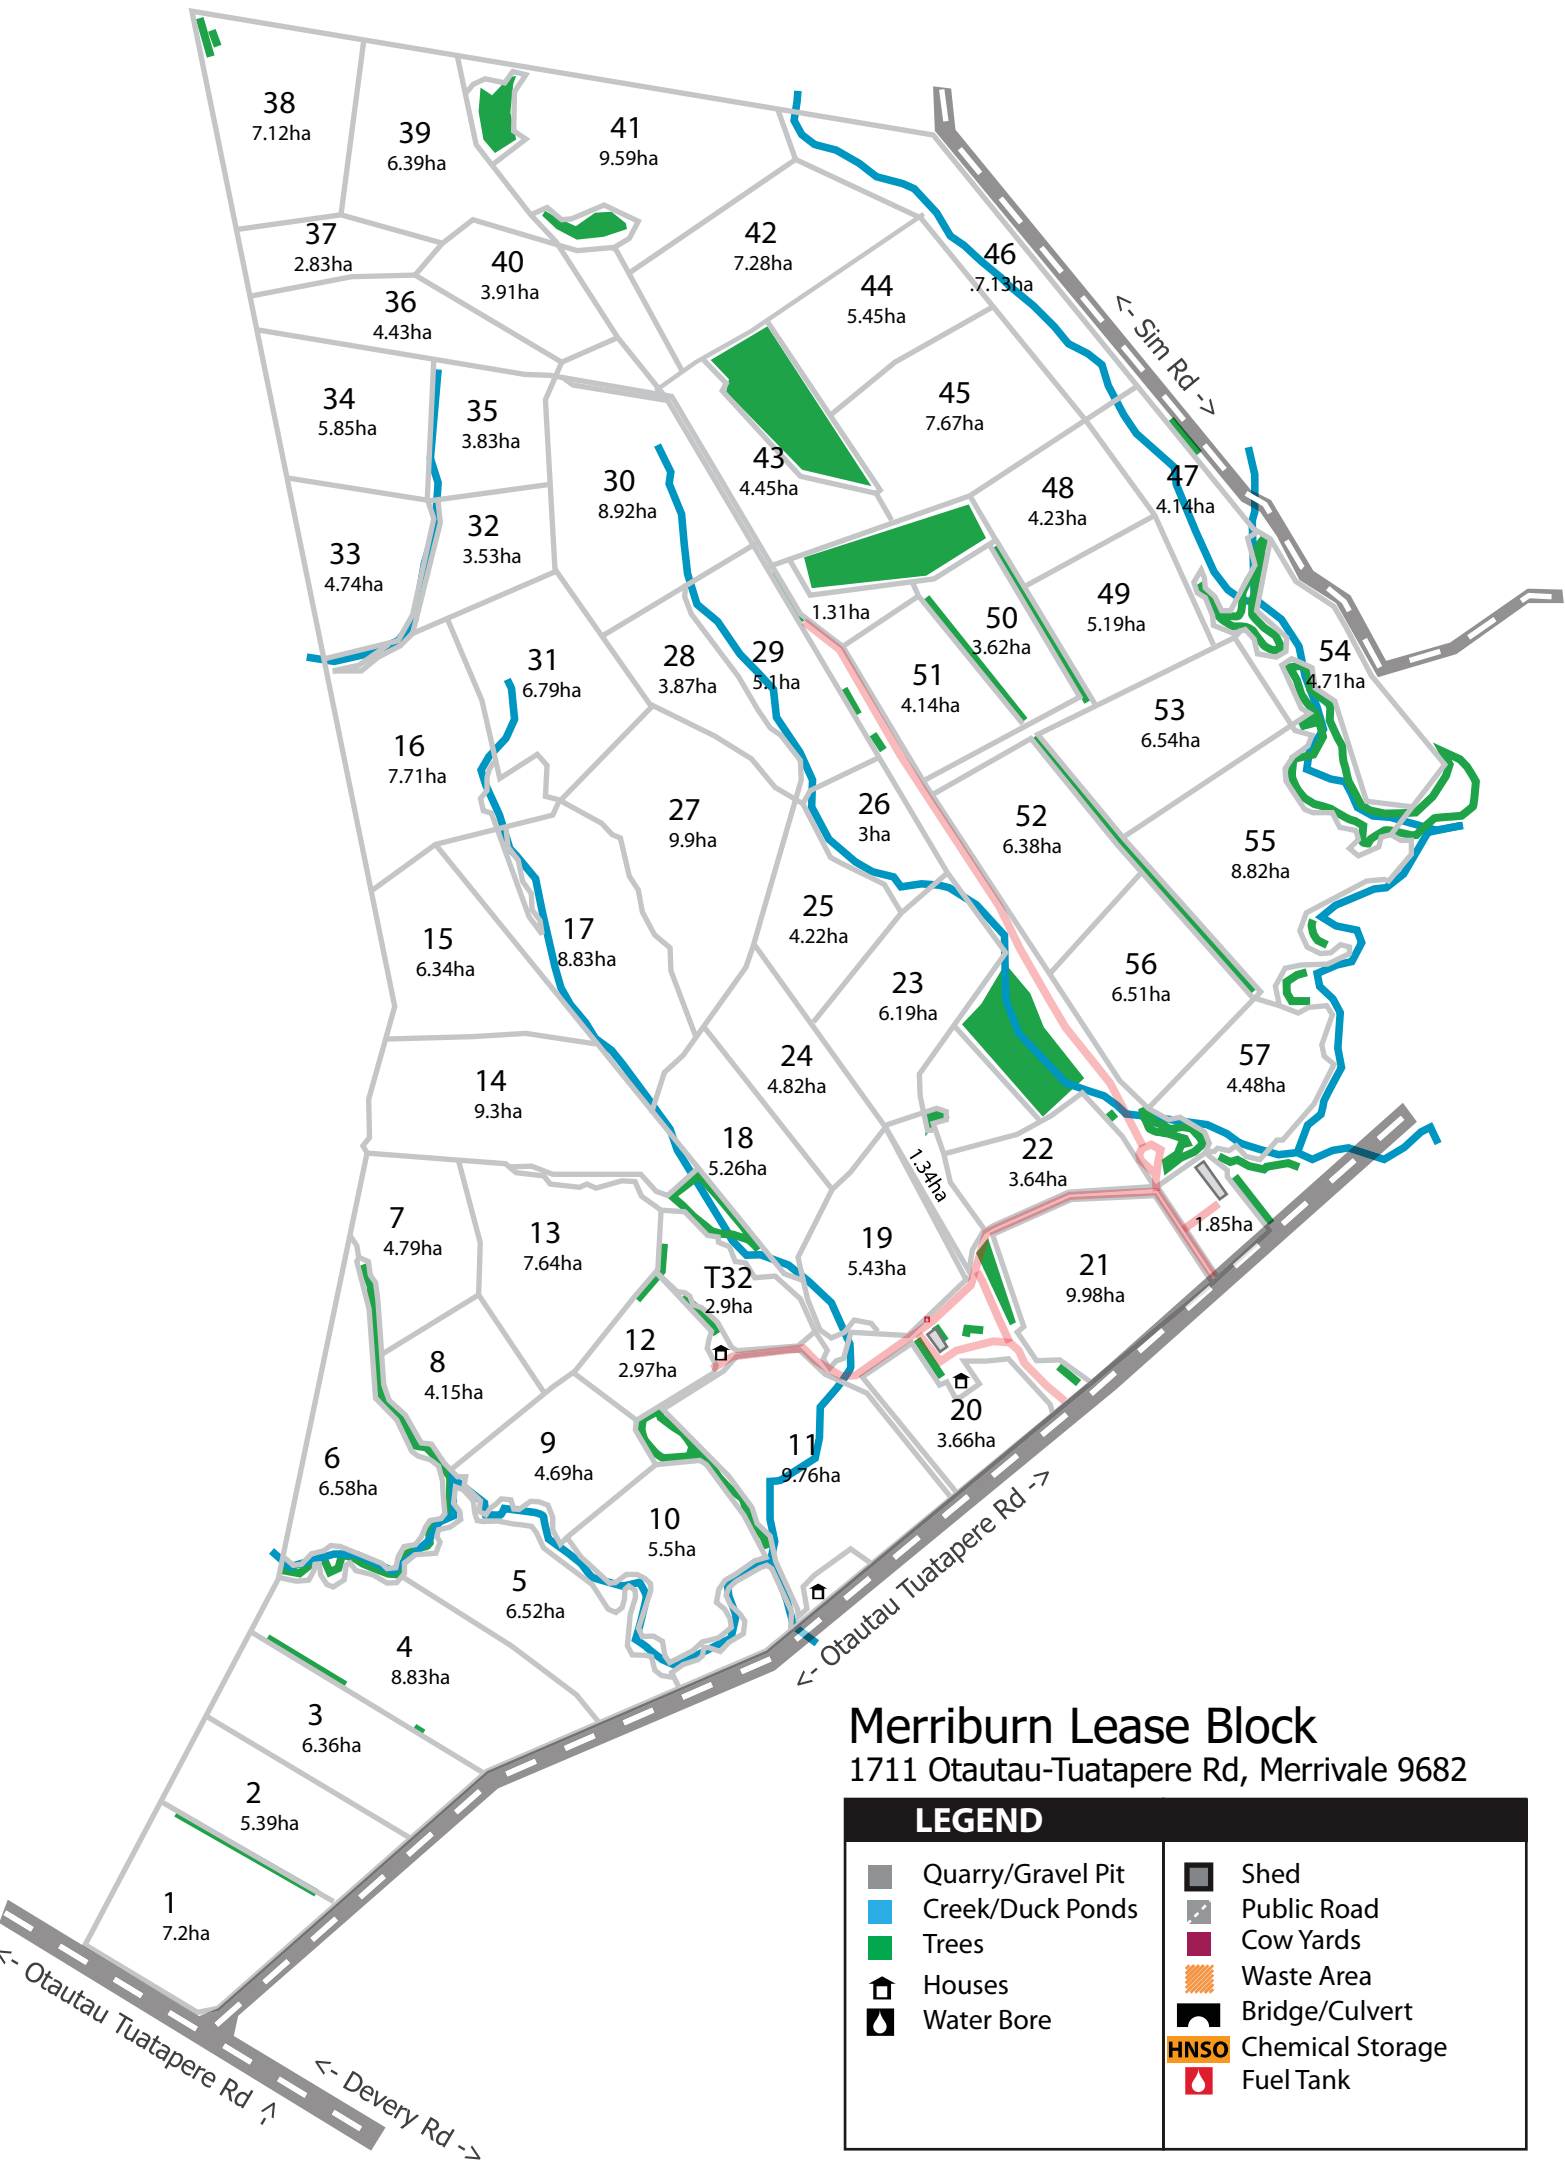 38
7.12ha
39
6.39ha
41
9.59ha
37
2.83ha
40
3.91ha
42
7.28ha
46
.7.13ha
36
4.43ha
44
5.45ha
<- Sim Rd ->
34
5.85ha
35
3.83ha
45
7.67ha
43
4.45ha
30
8.92ha
48
4.23ha
47
4.14ha
33
4.74ha
32
3.53ha
1.31ha
50
3.62ha
49
5.19ha
31
6.79ha
28
3.87ha
29
5.1ha
51
4.14ha
54
4.71ha
53
6.54ha
16
7.71ha
27
9.9ha
26
3ha
52
6.38ha
55
8.82ha
15
6.34ha
17
8.83ha
25
4.22ha
23
6.19ha
56
6.51ha
14
9.3ha
24
4.82ha
57
4.48ha
18
5.26ha
1.34ha
22
3.64ha
7
4.79ha
13
7.64ha
19
5.43ha
1.85ha
T32
2.9ha
21
9.98ha
8
4.15ha
12
2.97ha
20
3.66ha
6
6.58ha
9
4.69ha
11
9.76ha
10
5.5ha
5
6.52ha
<- Otautau Tuatapere Rd ->
4
8.83ha
3
6.36ha
2
5.39ha
1
7.2ha
<- Otautau Tuatapere Rd ->
<- Devery Rd ->
Merriburn Lease Block
1711 Otautau-Tuatapere Rd, Merrivale 9682
LEGEND
Quarry/Gravel Pit
Creek/Duck Ponds
Trees
Houses
Water Bore
Shed
Public Road
Cow Yards
Waste Area
Bridge/Culvert
HNSO Chemical Storage
Fuel Tank